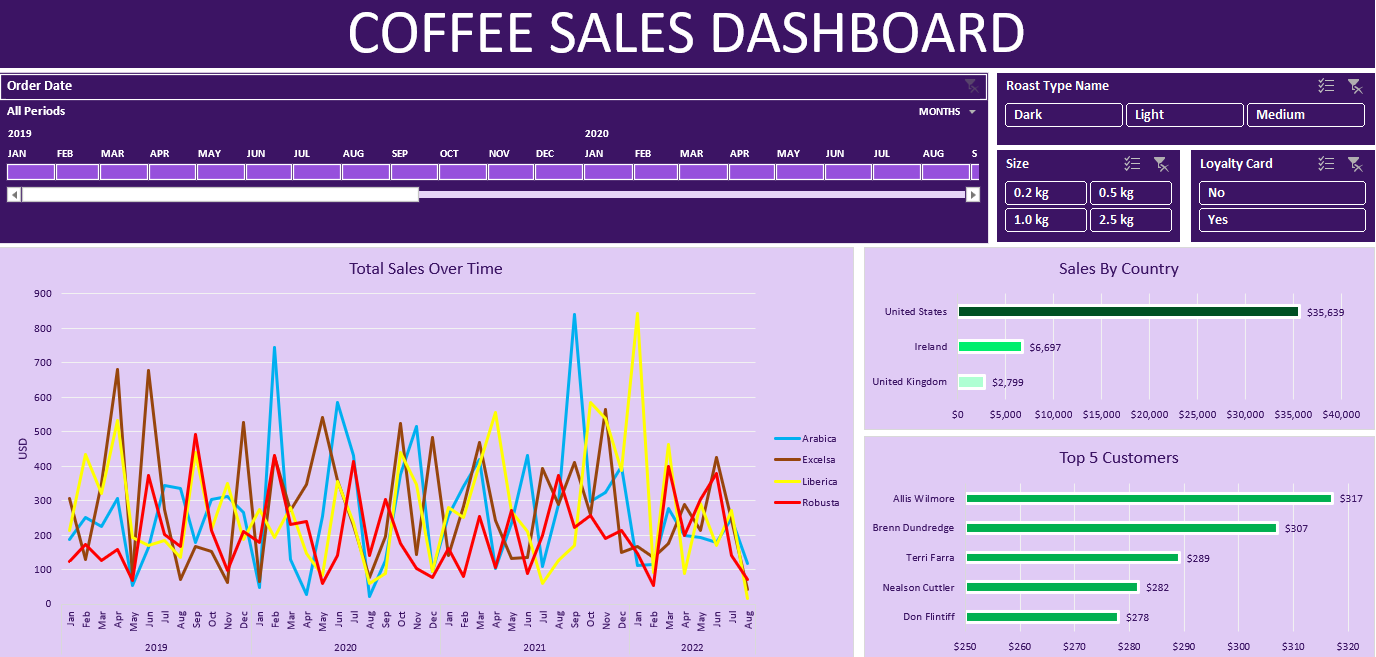 COFFEE SALES DASHBOARD
Order Date
All Periods
MONTHS
2019 2020
JAN FEB MAR APR MAY JUN JUL AUG SEP OCT NOV DEC JAN FEB MAR APR MAY JUN JUL AUG S
Roast Type Name
Dark Light Medium
Size
0.2 kg 0.5 kg
1.0 kg 2.5 kg
Loyalty Card
No
Yes
Total Sales Over Time
900
800
700
600
500
400
300
200
100
0
USD
Jan Feb Mar Apr May Jun Jul Aug Sep Oct Nov Dec Jan Feb Mar Apr May Jun Jul Aug Sep Oct Nov Dec Jan Feb Mar Apr May Jun Jul Aug Sep Oct Nov Dec Jan Feb Mar Apr May Jun Jul Aug
2019 2020 2021 2022
Arabica
Excelsa
Liberica
Robusta
Sales By Country
United States $35,639
Ireland $6,697
United Kingdom $2,799
$0 $5,000 $10,000 $15,000 $20,000 $25,000 $30,000 $35,000 $40,000
Top 5 Customers
Allis Wilmore $317
Brenn Dundredge $307
Terri Farra $289
Nealson Cuttler $282
Don Flintiff $278
$250 $260 $270 $280 $290 $300 $310 $320